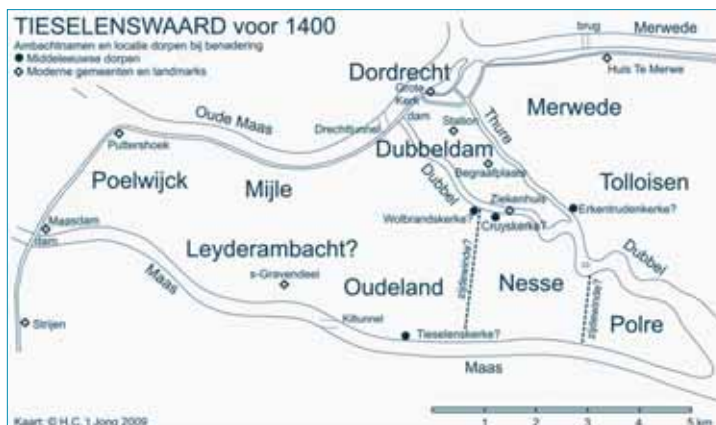 TIESELENSWAARD voor 1400
Ambachtnamen en locatie dorpen bij benadering
Middeleeuwse dorpen
Moderne gemeenten en landmarks
brug
Merwede
Huis Te Merwe
Dordrecht
Grote
Kerk
dam
Merwede
Oude Maas
Drechttunnel
Station
Thure
Puttershoek
Dubbeldam
Begraafplaats
Poelwijck
Mijle
Dubbel
Ziekenhuis
Tolloisen
Wolbrandskerke?
Cruyskerke?
Erkentrudenkerke?
Maasdam
dam
Leyderambacht?
Dubbel
s-Gravendeel
Maas
Oudeland
zijdewinde?
Nesse
zijdewinde?
Polre
Strijen
Kiltunnel
Tieselenskerke?
Maas
Kaart: © H.C. 't Jong 2009
1 2 3 4 5 km